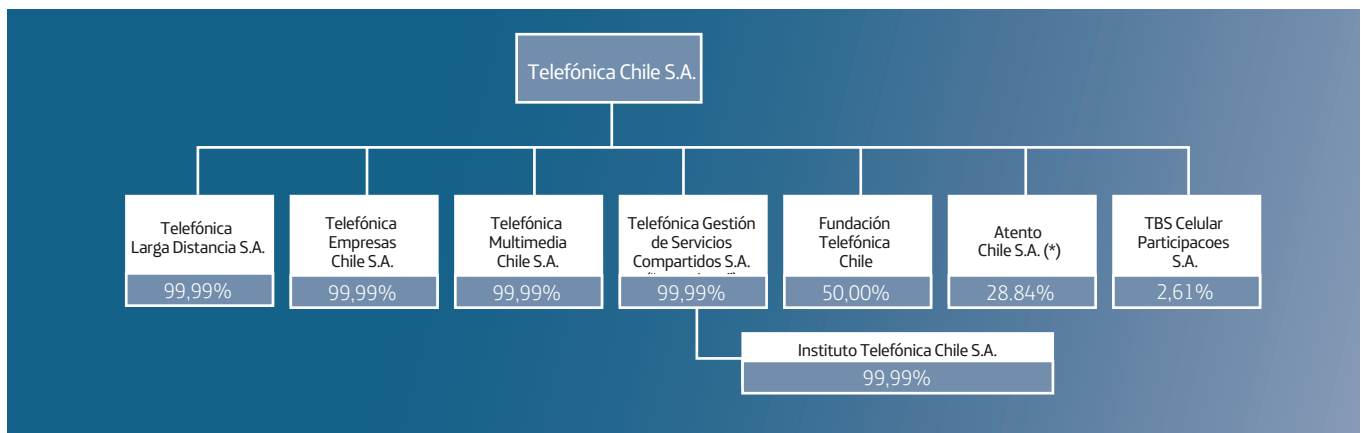 Telefónica Chile S.A.
Telefónica
Larga Distancia S.A.
99,99%
Telefónica
Empresas
Chile S.A.
99,99%
Telefónica
Multimedia
Chile S.A.
99,99%
Telefónica Gestión
de Servicios
Compartidos S.A.
99,99%
Fundación
Telefónica
Chile
50,00%
Atento
Chile S.A. (*)
28.84%
TBS Celular
Participacoes
S.A.
2,61%
Instituto Telefónica Chile S.A.
99,99%